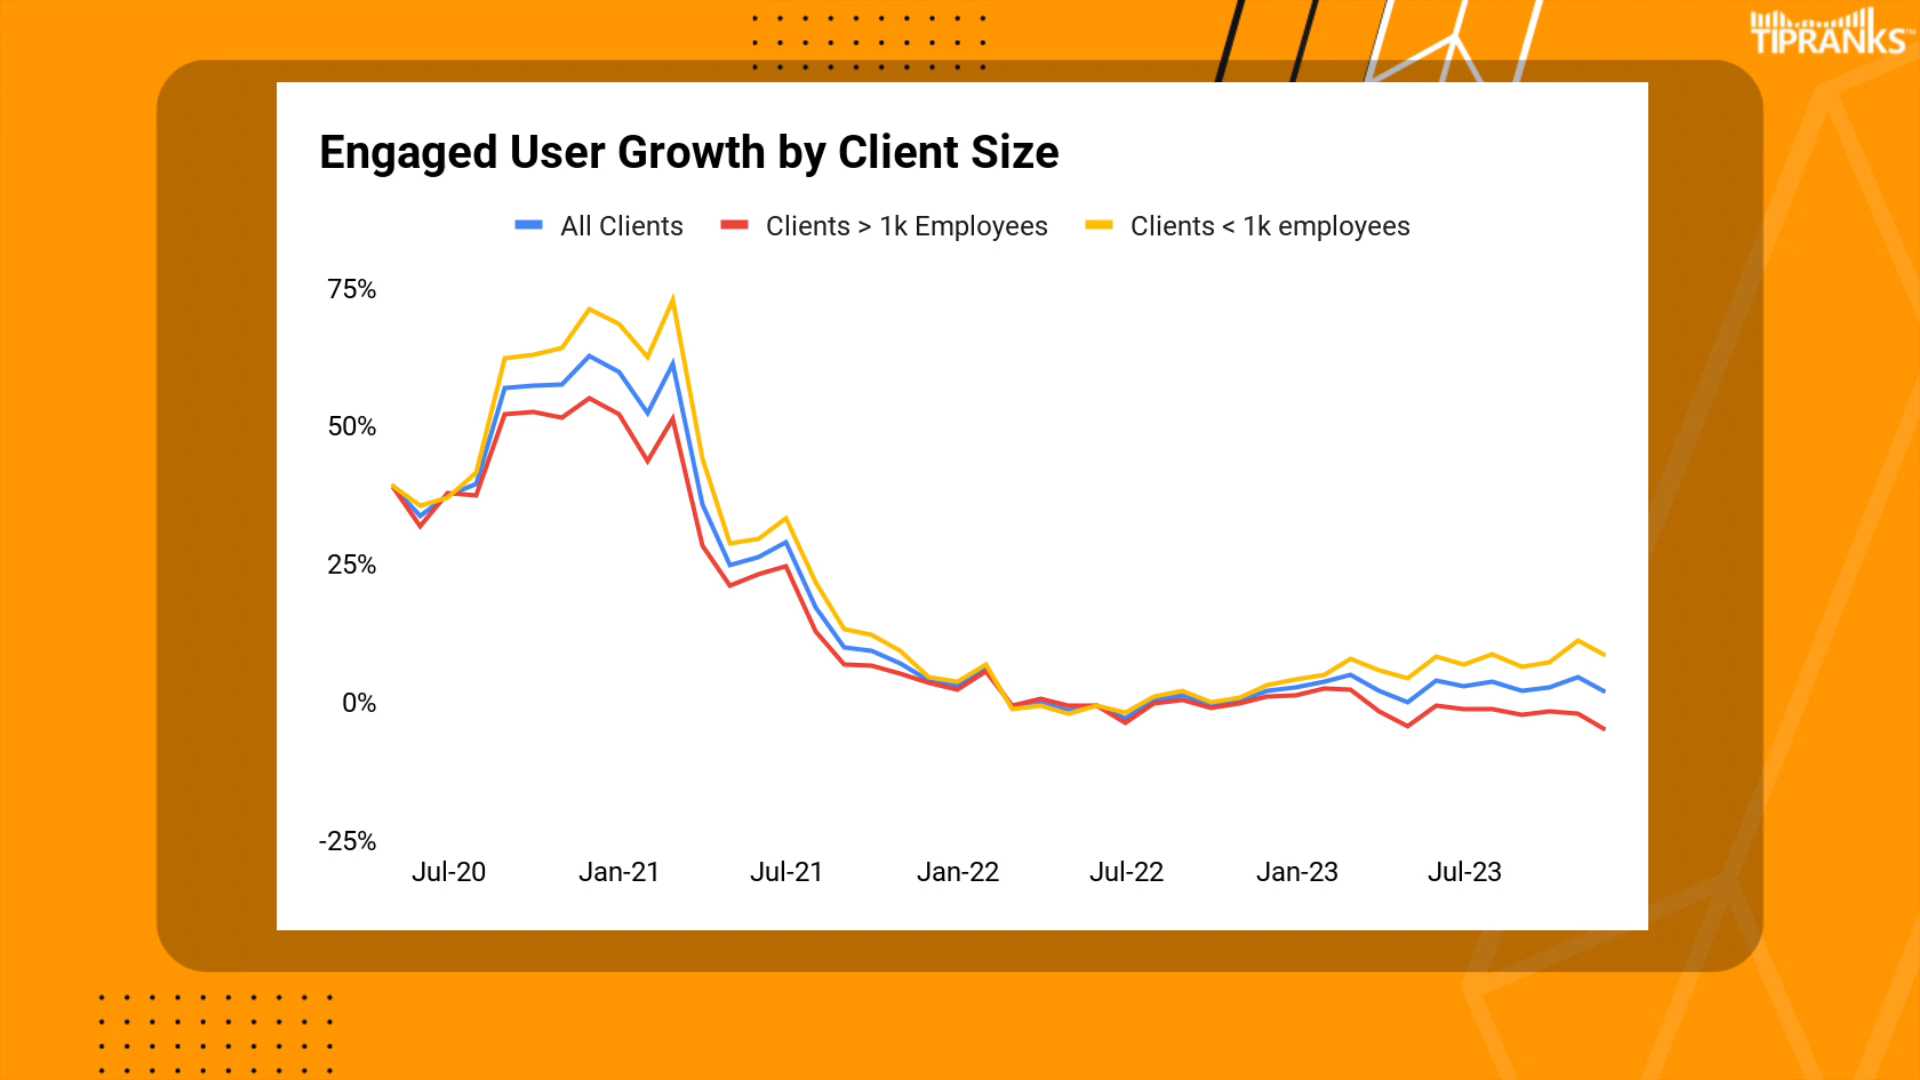 TIPRANKS™
Engaged User Growth by Client Size
All Clients Clients > 1k Employees Clients < 1k employees
75%
50%
25%
0%
-25%
Jul-20 Jan-21 Jul-21 Jan-22 Jul-22 Jan-23 Jul-23